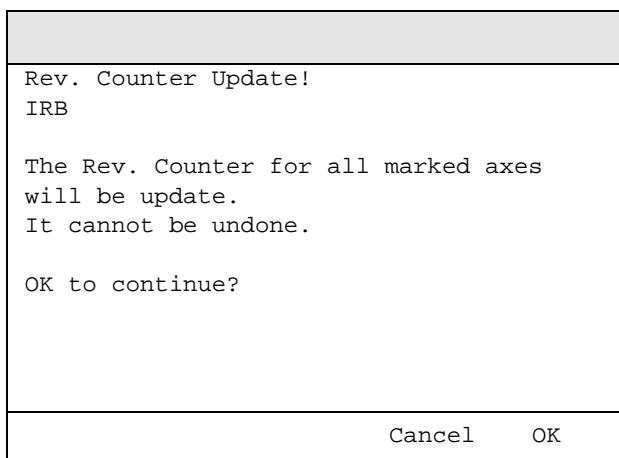 Rev. Counter Update!
IRB
The Rev. Counter for all marked axes
will be update.
It cannot be undone.
OK to continue?
Cancel OK